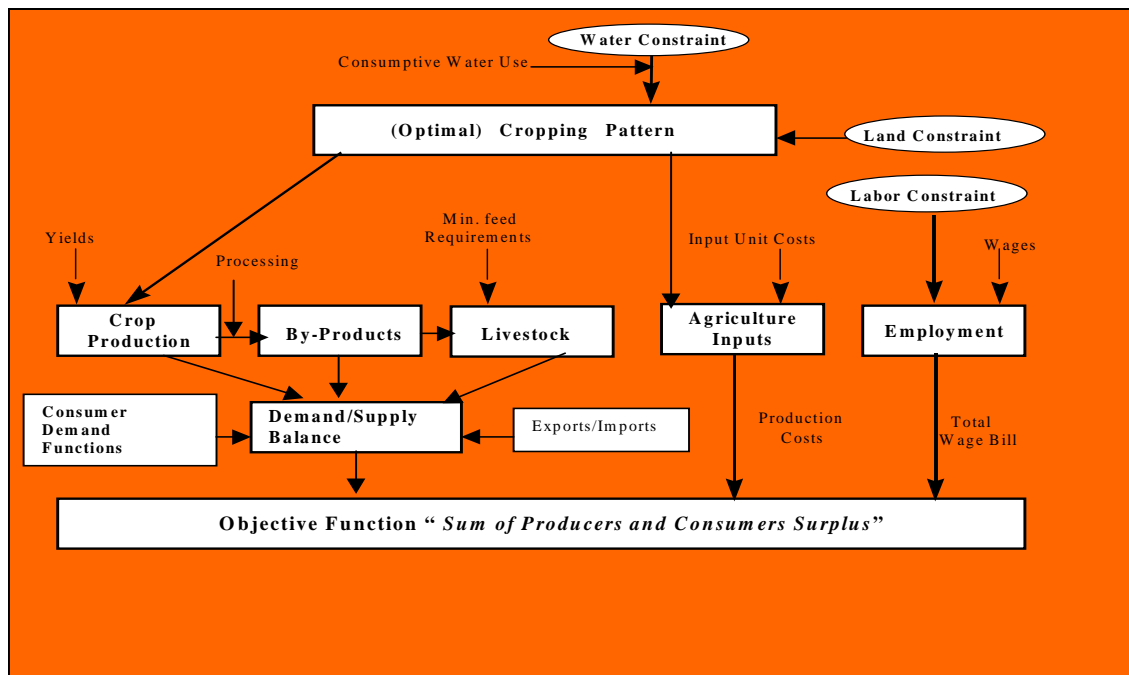 Water Constraint
Consumptive Water Use
(Optimal) Cropping Pattern
Land Constraint
Labor Constraint
Min. feed
Requirements
Yields
Input Unit Costs
Wages
Processing
Crop
Production
By-Products
Livestock
Agriculture
Inputs
Employment
Consumer
Demand
Functions
Demand/Supply
Balance
Exports/Imports
Production
Costs
Total
Wage Bill
Objective Function “ Sum of Producers and Consumers Surplus”